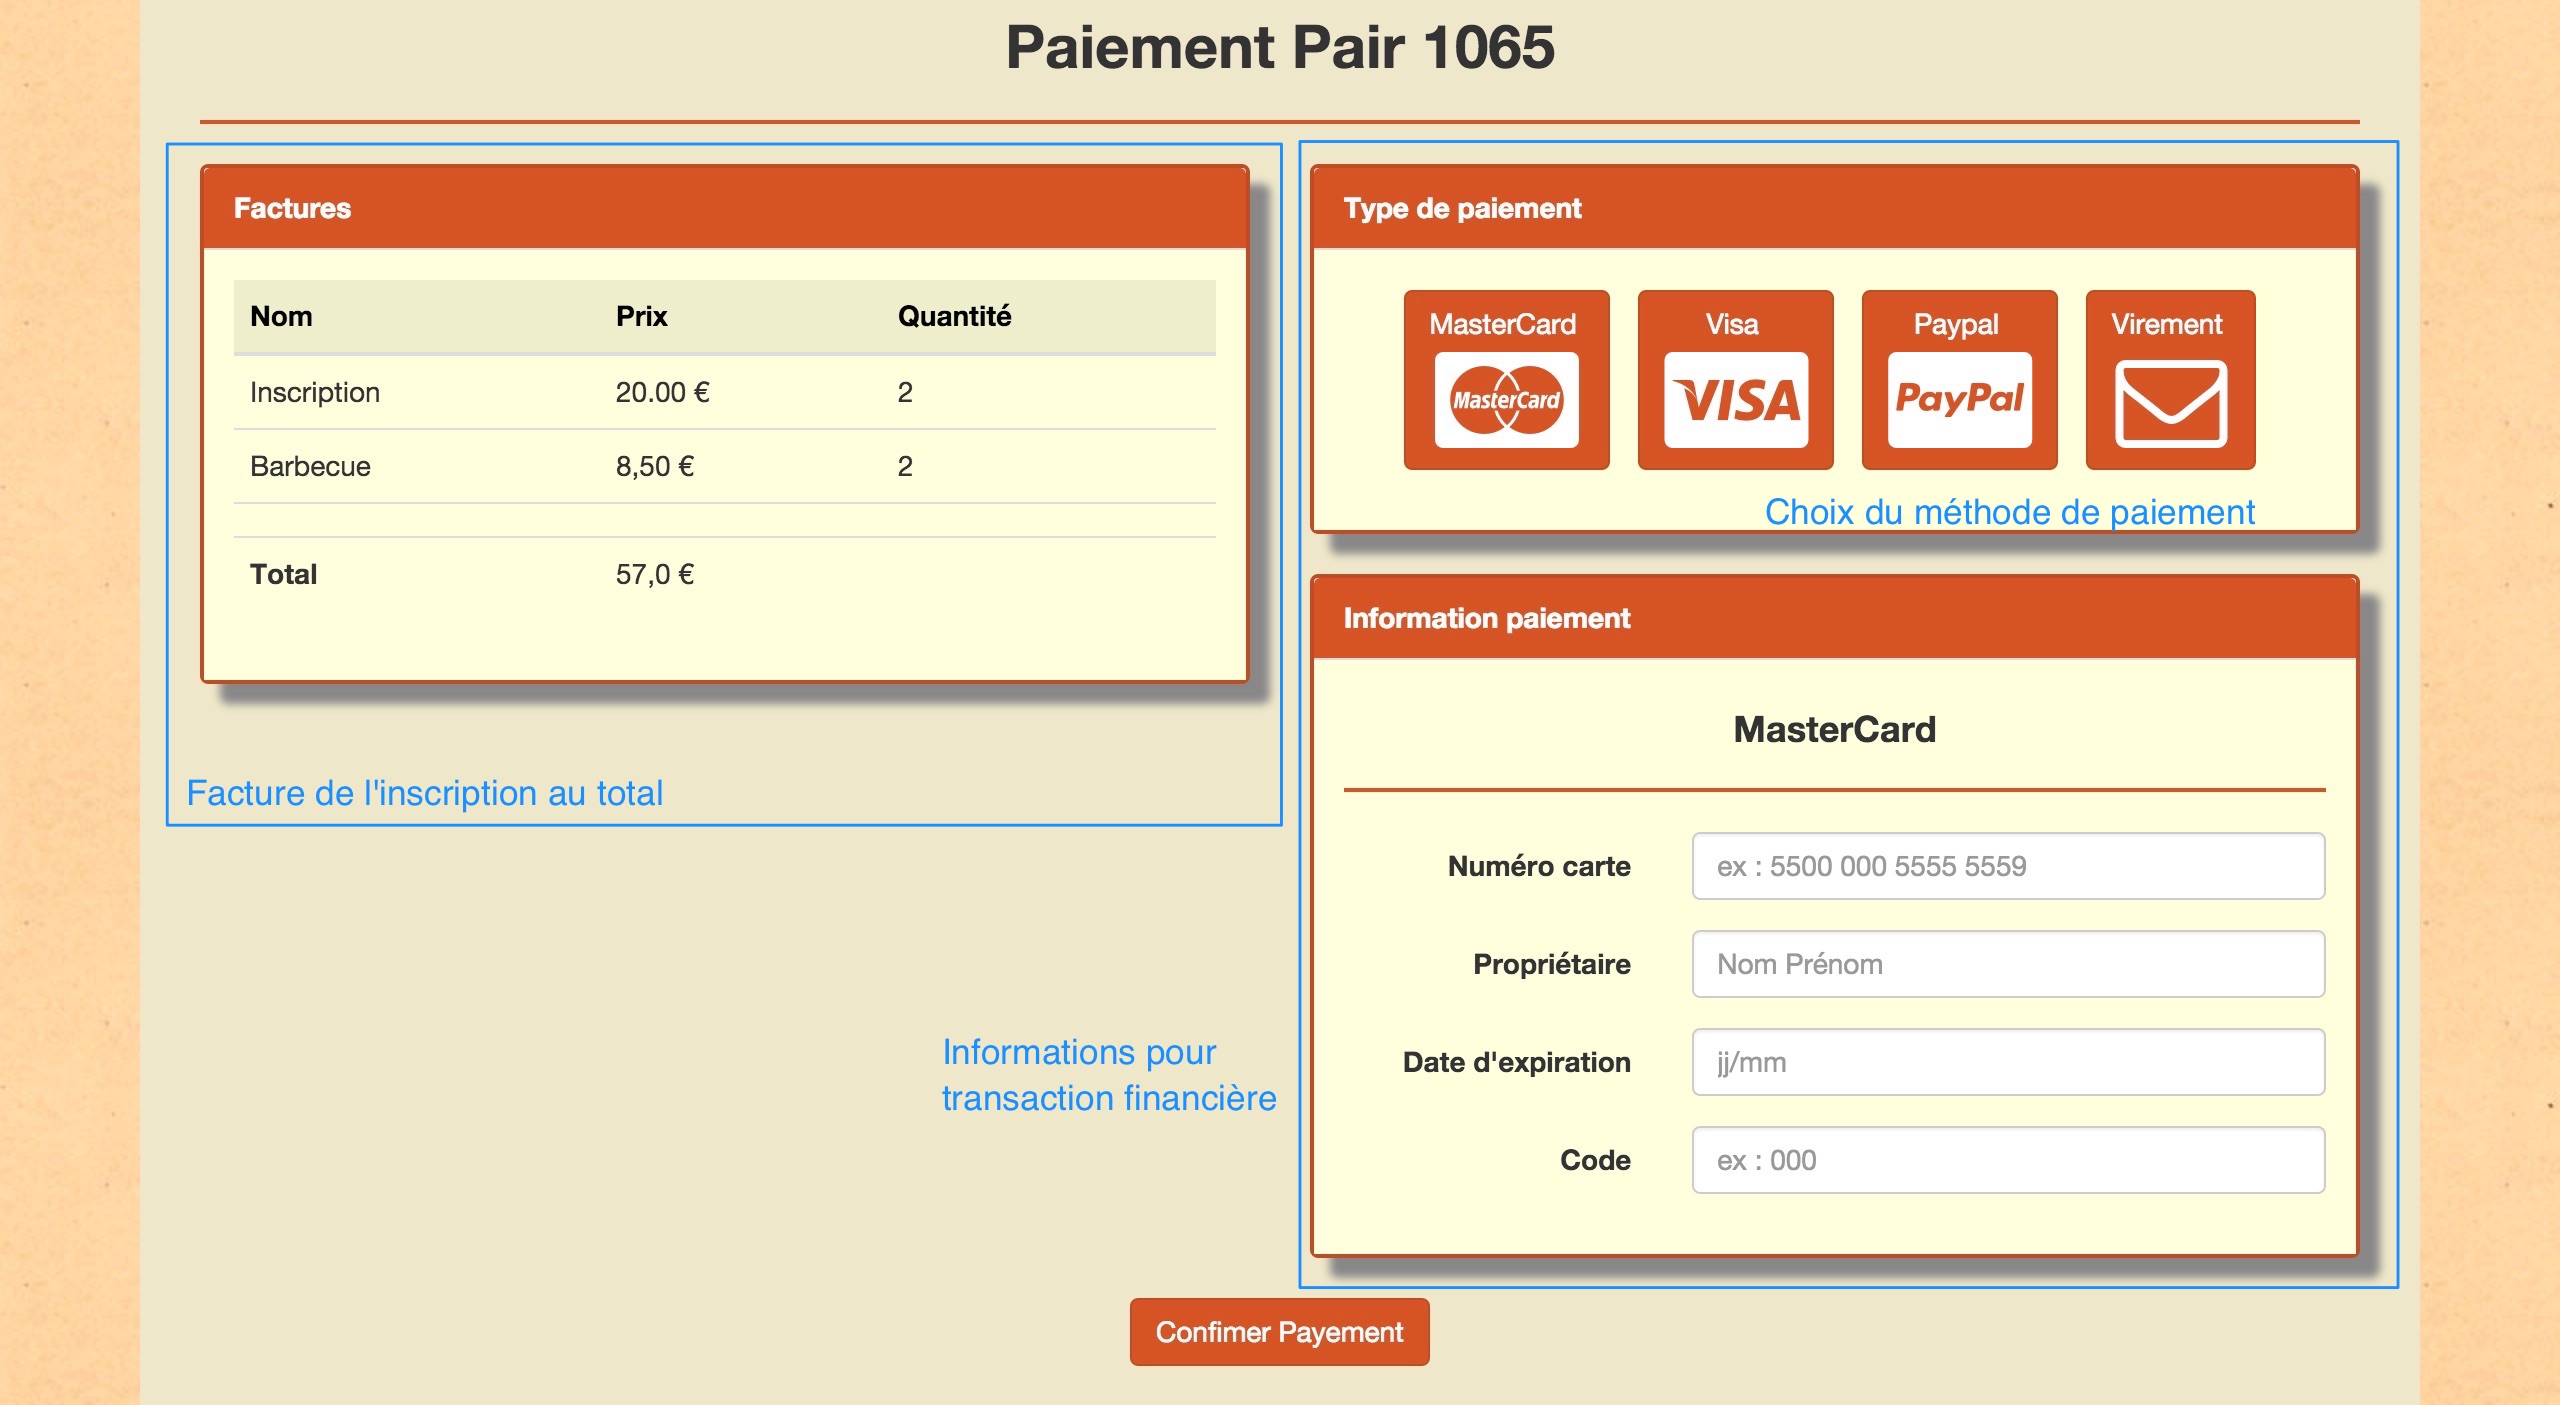 Paiement Pair 1065
Factures
Nom Prix Quantité
Inscription 20.00 € 2
Barbecue 8,50 € 2
Total 57,0 €
Facture de l'inscription au total
Type de paiement
MasterCard Visa Paypal Virement
MasterCard VISA PayPal
Choix du méthode de paiement
Information paiement
MasterCard
Numéro carte ex : 5500 000 5555 5559
Propriétaire Nom Prénom
Date d'expiration jj/mm
Code ex : 000
Informations pour
transaction financière
Confimer Payement